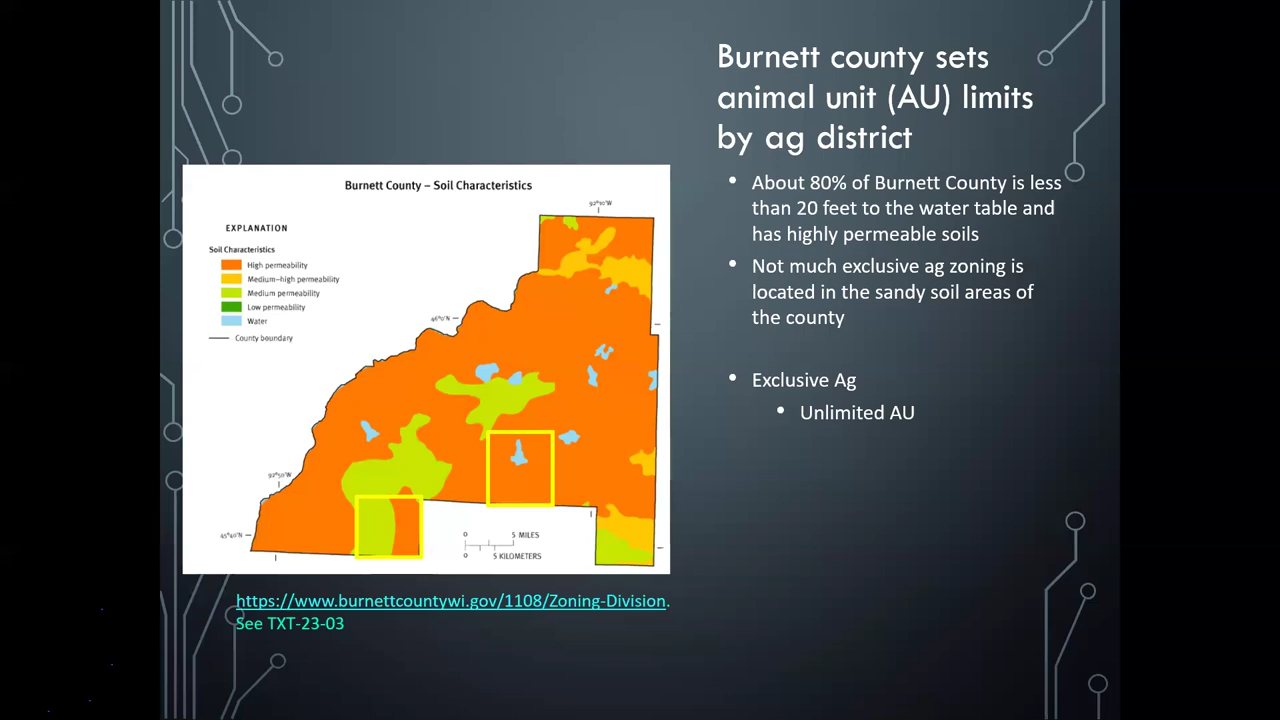 Burnett county sets
animal unit (AU) limits
by ag district
• About 80% of Burnett County is less
than 20 feet to the water table and
has highly permeable soils
• Not much exclusive ag zoning is
located in the sandy soil areas of
the county
• Exclusive Ag
• Unlimited AU
Burnett County – Soil Characteristics
92°10'W
EXPLANATION
Soil Characteristics
High permeability
Medium–high permeability
Medium permeability
Low permeability
Water
County boundary
46°0'N
92°50'W
45°40'N
0 5 MILES
0 5 KILOMETERS
https://www.burnettcountywi.gov/1108/Zoning-Division.
See TXT-23-03